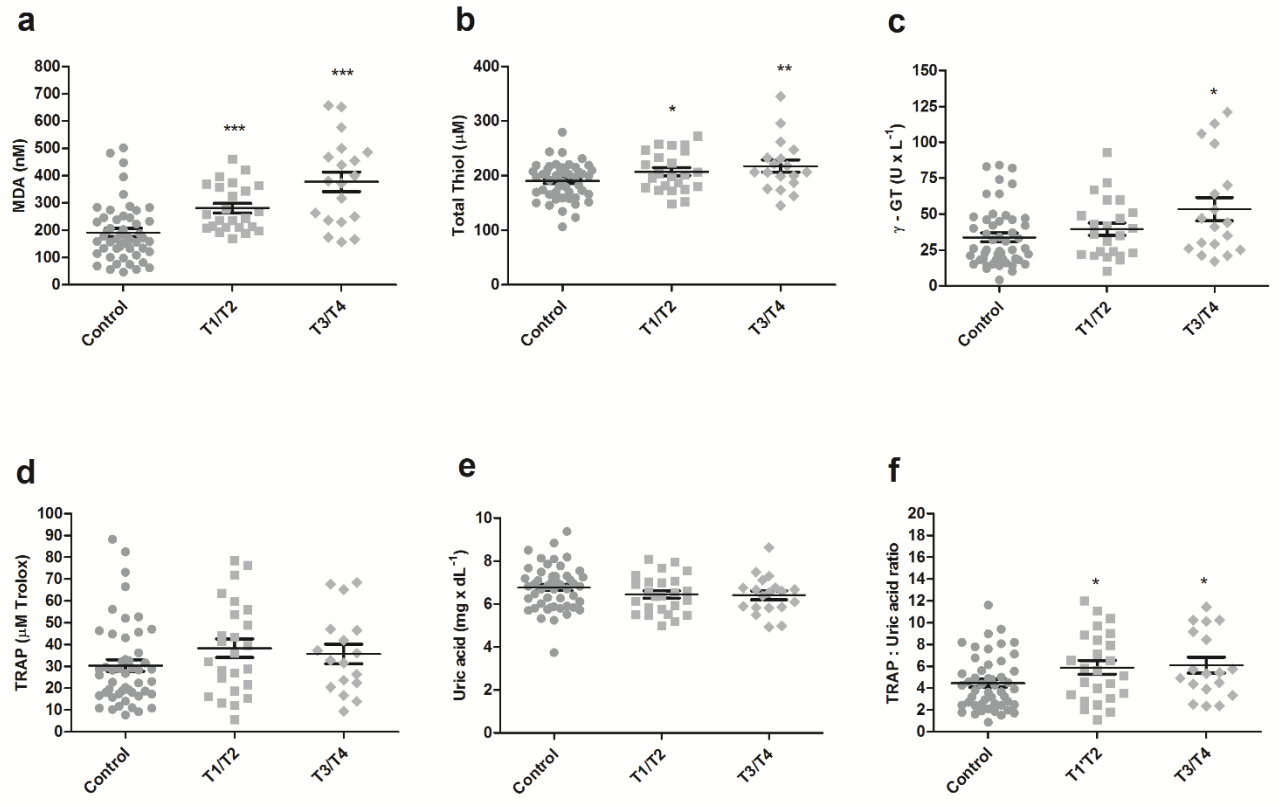 a
MDA (nM)
800
700
600
500
400
300
200
100
0
***
***
Control
T1/T2
T3/T4
b
Total Thiol (μM)
400
300
200
100
0
*
**
Control
T1/T2
T3/T4
c
γ - GT (U x L⁻¹)
150
125
100
75
50
25
0
*
Control
T1/T2
T3/T4
d
TRAP (μM Trolox)
100
90
80
70
60
50
40
30
20
10
0
Control
T1/T2
T3/T4
e
Uric acid (mg x dL⁻¹)
10
8
6
4
2
0
Control
T1/T2
T3/T4
f
TRAP : Uric acid ratio
20
18
16
14
12
10
8
6
4
2
0
*
*
Control
T1'T2
T3/T4